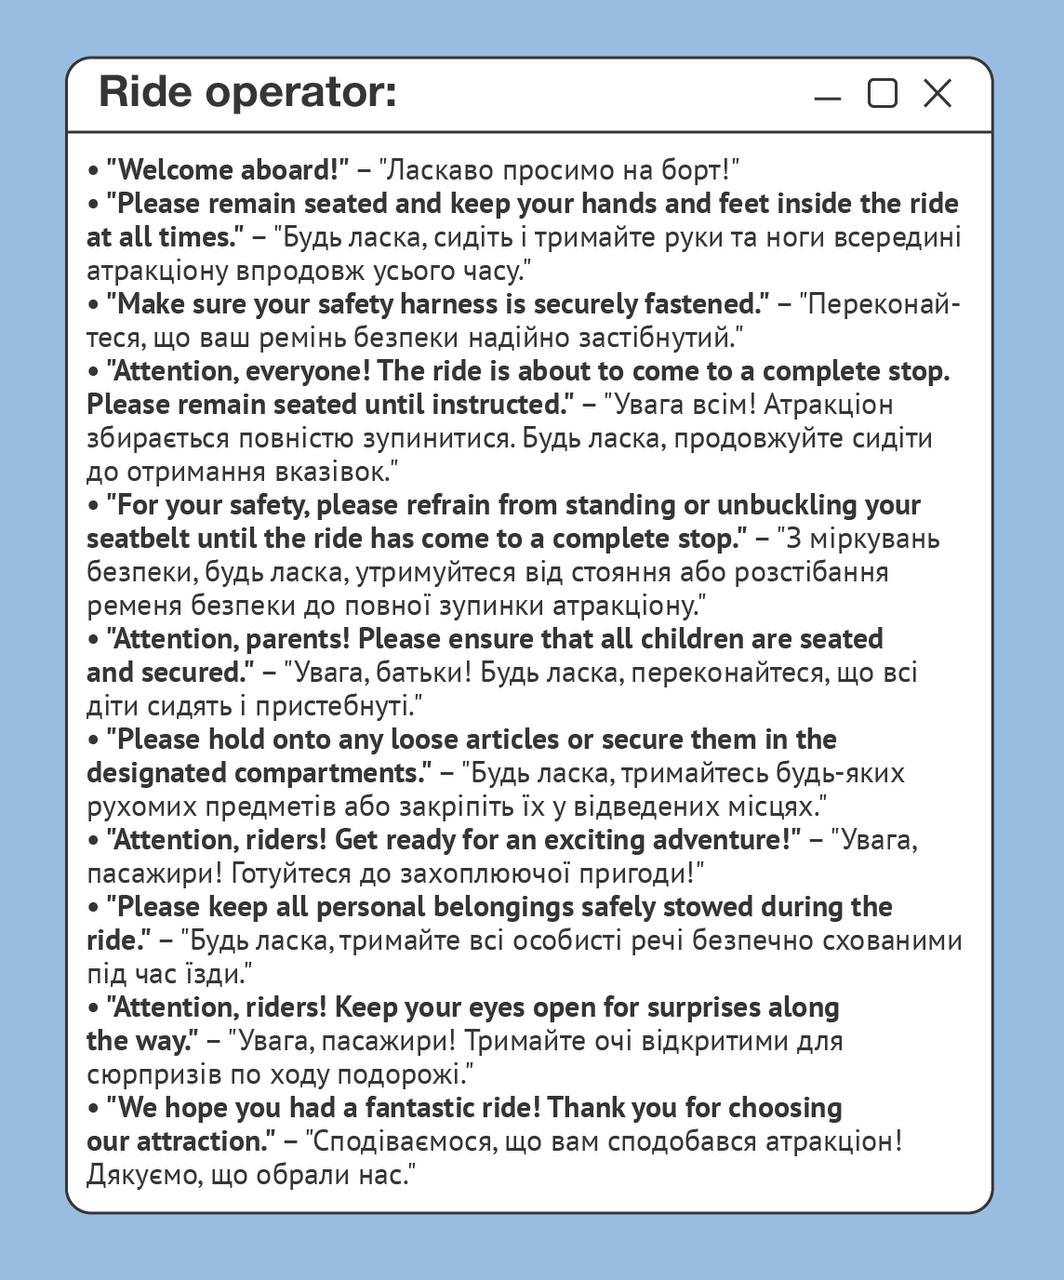 Ride operator:
• "Welcome aboard!" – "Ласкаво просимо на борт!"
• "Please remain seated and keep your hands and feet inside the ride
at all times." – "Будь ласка, сидіть і тримайте руки та ноги всередині
атракціону впродовж усього часу."
• "Make sure your safety harness is securely fastened." – "Переконай-
теся, що ваш ремінь безпеки надійно застібнутий."
• "Attention, everyone! The ride is about to come to a complete stop.
Please remain seated until instructed." – "Увага всім! Атракціон
збирається повністю зупинитися. Будь ласка, продовжуйте сидіти
до отримання вказівок."
• "For your safety, please refrain from standing or unbuckling your
seatbelt until the ride has come to a complete stop." – "З міркувань
безпеки, будь ласка, утримуйтеся від стояння або розстібання
ременя безпеки до повної зупинки атракціону."
• "Attention, parents! Please ensure that all children are seated
and secured." – "Увага, батьки! Будь ласка, переконайтеся, що всі
діти сидять і пристебнуті."
• "Please hold onto any loose articles or secure them in the
designated compartments." – "Будь ласка, тримайтесь будь-яких
рухомих предметів або закріпіть їх у відведених місцях."
• "Attention, riders! Get ready for an exciting adventure!" – "Увага,
пасажири! Готуйтеся до захоплюючої пригоди!"
• "Please keep all personal belongings safely stowed during the
ride." – "Будь ласка, тримайте всі особисті речі безпечно схованими
під час їзди."
• "Attention, riders! Keep your eyes open for surprises along
the way." – "Увага, пасажири! Тримайте очі відкритими для
сюрпризів по ходу подорожі."
• "We hope you had a fantastic ride! Thank you for choosing
our attraction." – "Сподіваємося, що вам сподобався атракціон!
Дякуємо, що обрали нас."